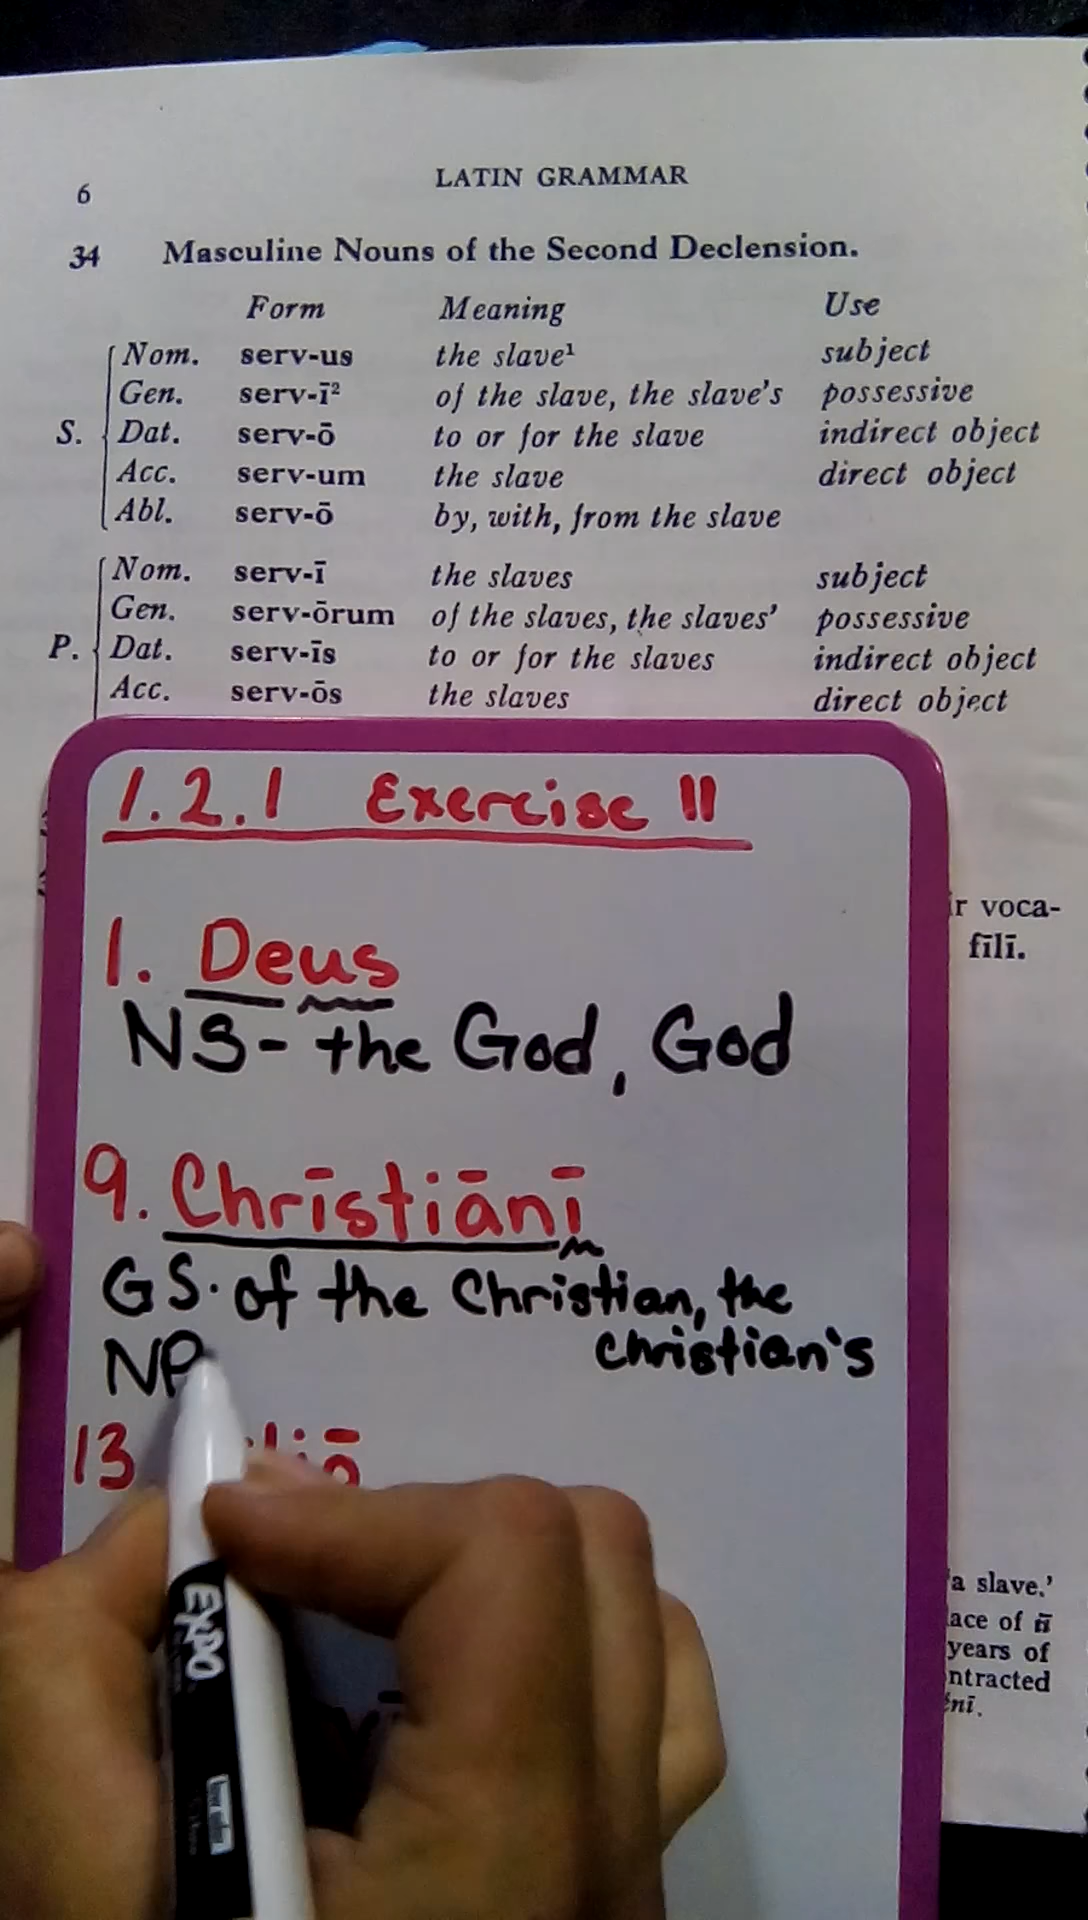 6
LATIN GRAMMAR
34 Masculine Nouns of the Second Declension.
Form Meaning Use
Nom. serv-us the slave¹ subject
Gen. serv-ī² of the slave, the slave's possessive
S. Dat. serv-ō to or for the slave indirect object
Acc. serv-um the slave direct object
Abl. serv-ō by, with, from the slave
Nom. serv-ī the slaves subject
Gen. serv-ōrum of the slaves, the slaves' possessive
P. Dat. serv-īs to or for the slaves indirect object
Acc. serv-ōs the slaves direct object
1.2.1 Exercise 11
r voca-
fīlī.
1. Deus
NS- the God, God
9. Chrīstiānī
GS. of the Christian, the
Christian's
NP
13
EXPO
a slave.'
ace of
years of
ntracted